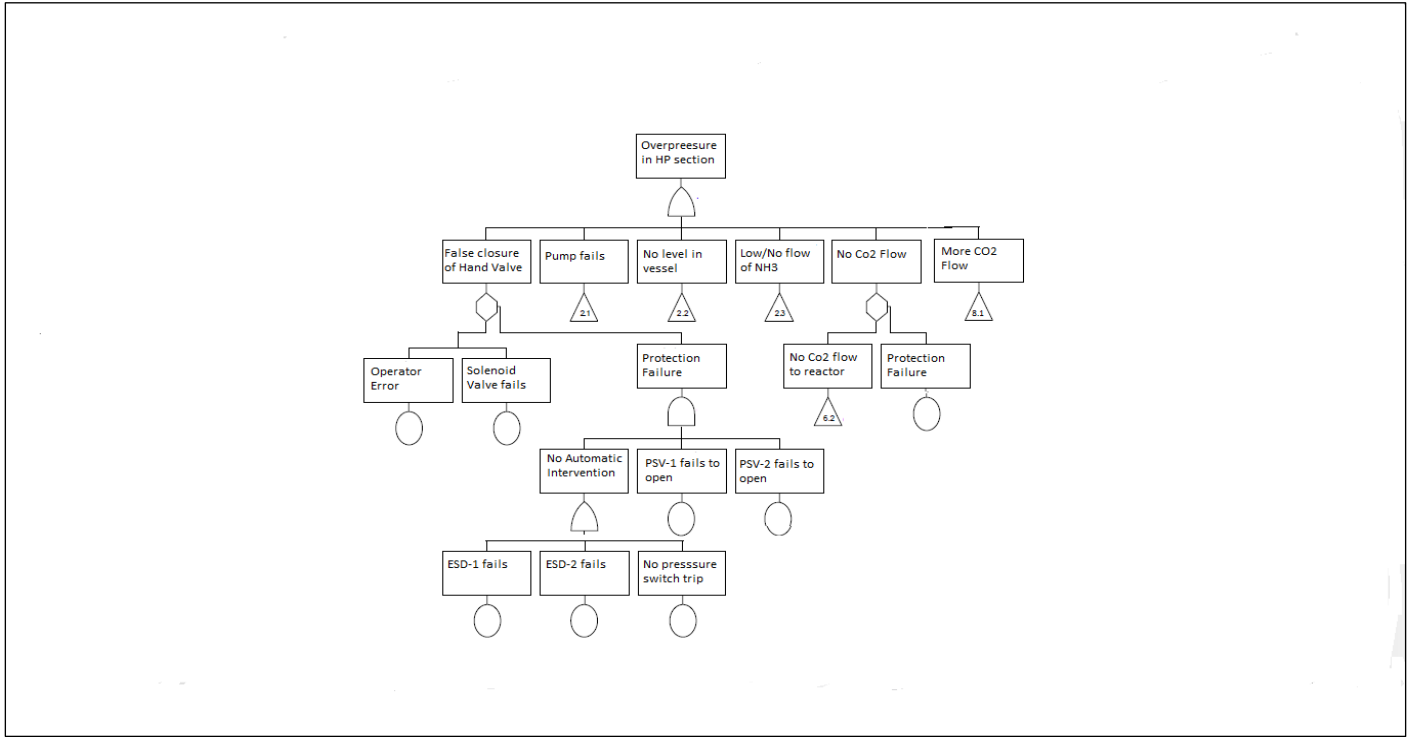 Overpreesure
in HP section
False closure
of Hand Valve
Pump fails
No level in
vessel
Low/No flow
of NH3
No Co2 Flow
More CO2
Flow
2.1
2.2
2.3
8.1
Operator
Error
Solenoid
Valve fails
Protection
Failure
No Co2 flow
to reactor
Protection
Failure
6.2
No Automatic
Intervention
PSV-1 fails to
open
PSV-2 fails to
open
ESD-1 fails
ESD-2 fails
No presssure
switch trip